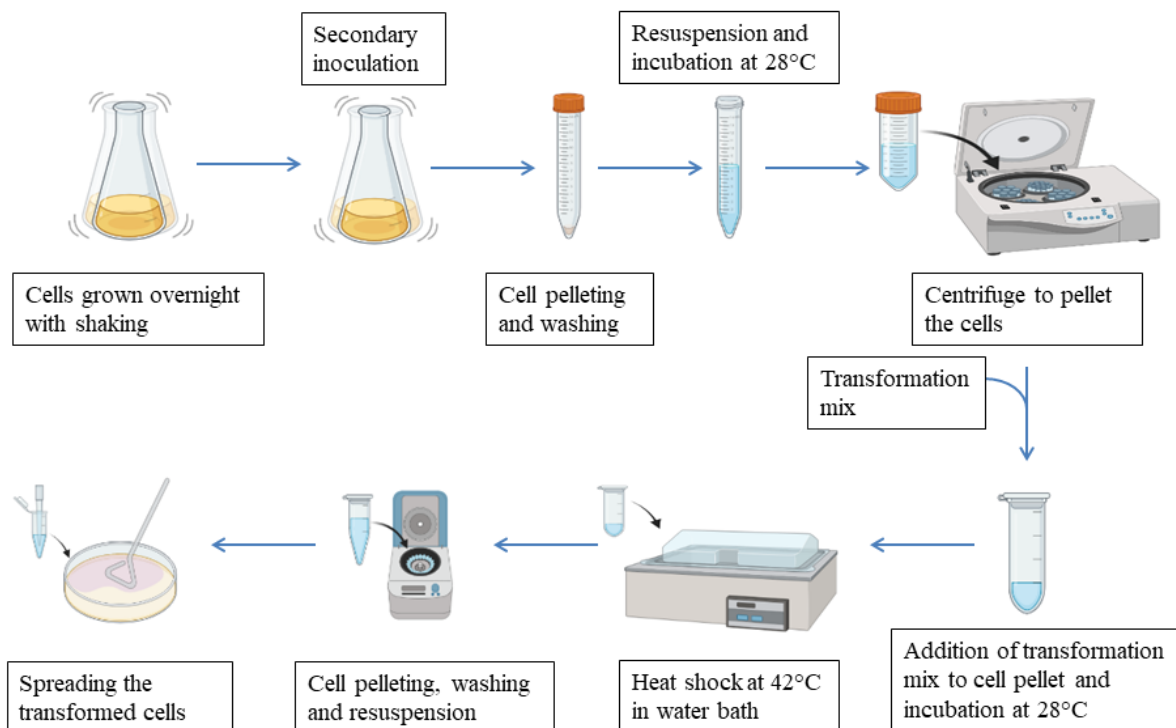 Secondary
inoculation
Resuspension and
incubation at 28°C
Cells grown overnight
with shaking
Cell pelleting
and washing
Centrifuge to pellet
the cells
Transformation
mix
Spreading the
transformed cells
Cell pelleting, washing
and resuspension
Heat shock at 42°C
in water bath
Addition of transformation
mix to cell pellet and
incubation at 28°C